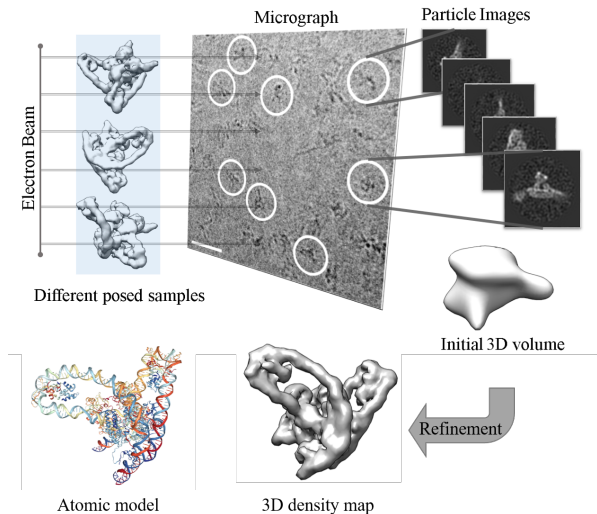 Micrograph
Particle Images
Electron Beam
Different posed samples
Initial 3D volume
Refinement
Atomic model
3D density map